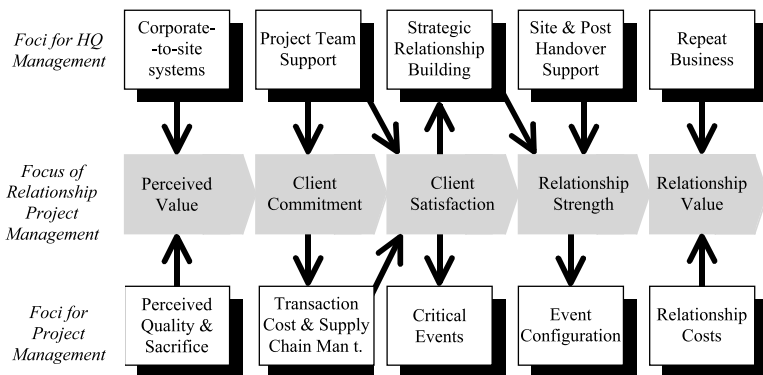 Foci for HQ
Management
Corporate-
-to-site
systems
Project Team
Support
Strategic
Relationship
Building
Site & Post
Handover
Support
Repeat
Business
Focus of
Relationship
Project
Management
Perceived
Value
Client
Commitment
Client
Satisfaction
Relationship
Strength
Relationship
Value
Foci for
Project
Management
Perceived
Quality &
Sacrifice
Transaction
Cost & Supply
Chain Man t.
Critical
Events
Event
Configuration
Relationship
Costs